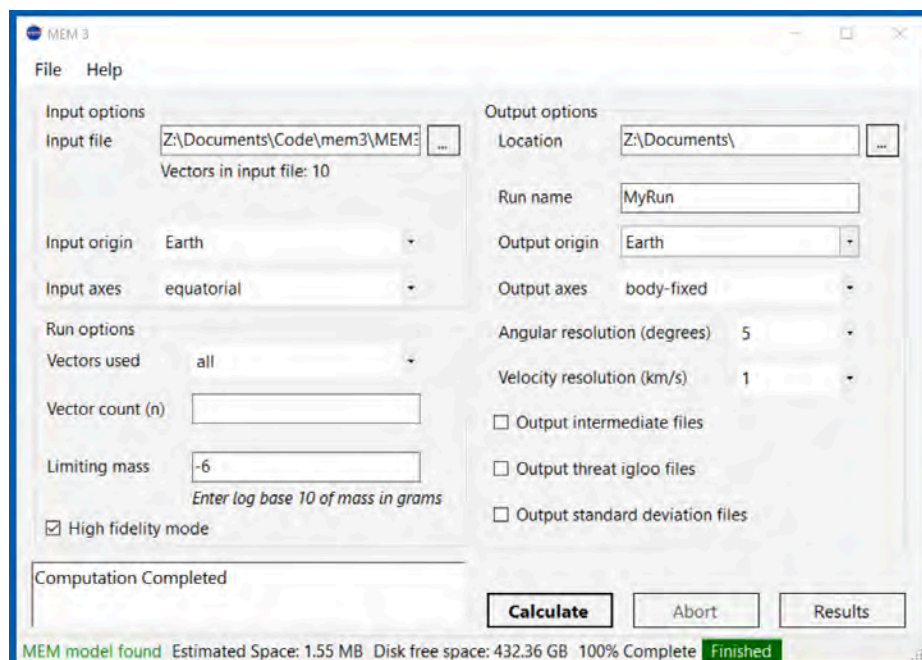 MEM 3
File Help
Input options
Input file Z:\Documents\Code\mem3\MEM3 ...
Vectors in input file: 10
Input origin Earth
Input axes equatorial
Run options
Vectors used all
Vector count (n)
Limiting mass -6
Enter log base 10 of mass in grams
High fidelity mode
Computation Completed
Output options
Location Z:\Documents\ ...
Run name MyRun
Output origin Earth
Output axes body-fixed
Angular resolution (degrees) 5
Velocity resolution (km/s) 1
Output intermediate files
Output threat igloo files
Output standard deviation files
Calculate Abort Results
MEM model found Estimated Space: 1.55 MB Disk free space: 432.36 GB 100% Complete Finished